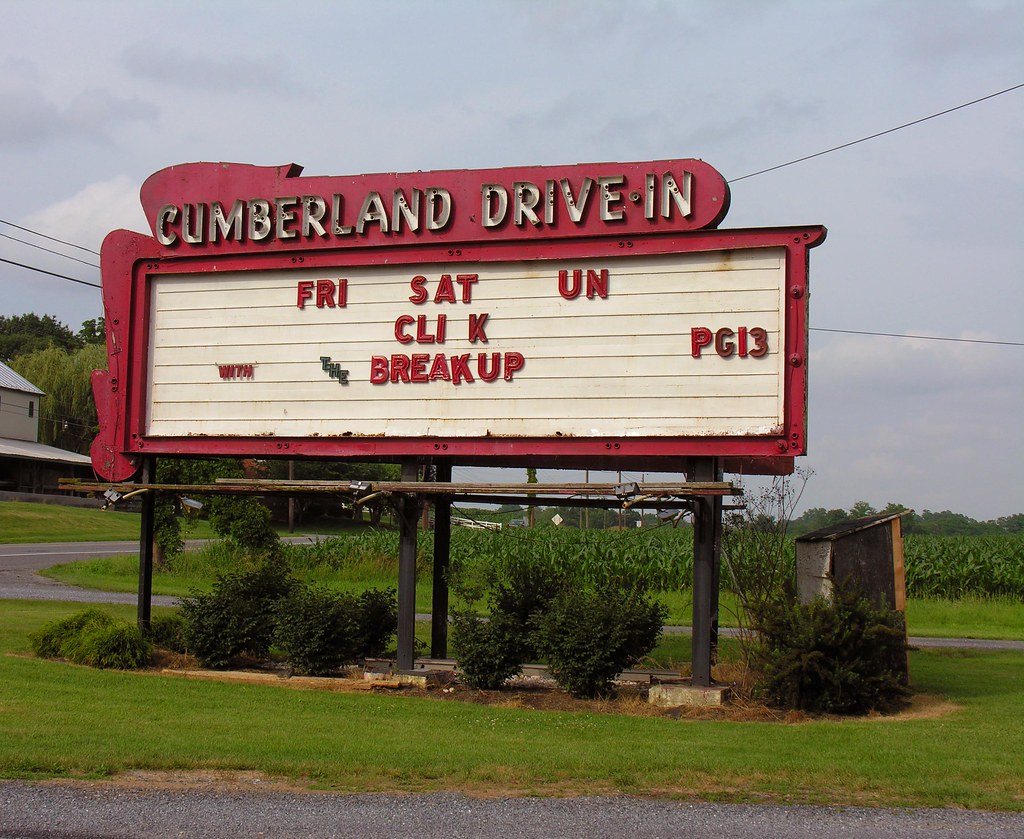 CUMBERLAND DRIVE-IN
FRI SAT UN
CLI K
PG13
WITH THE BREAKUP